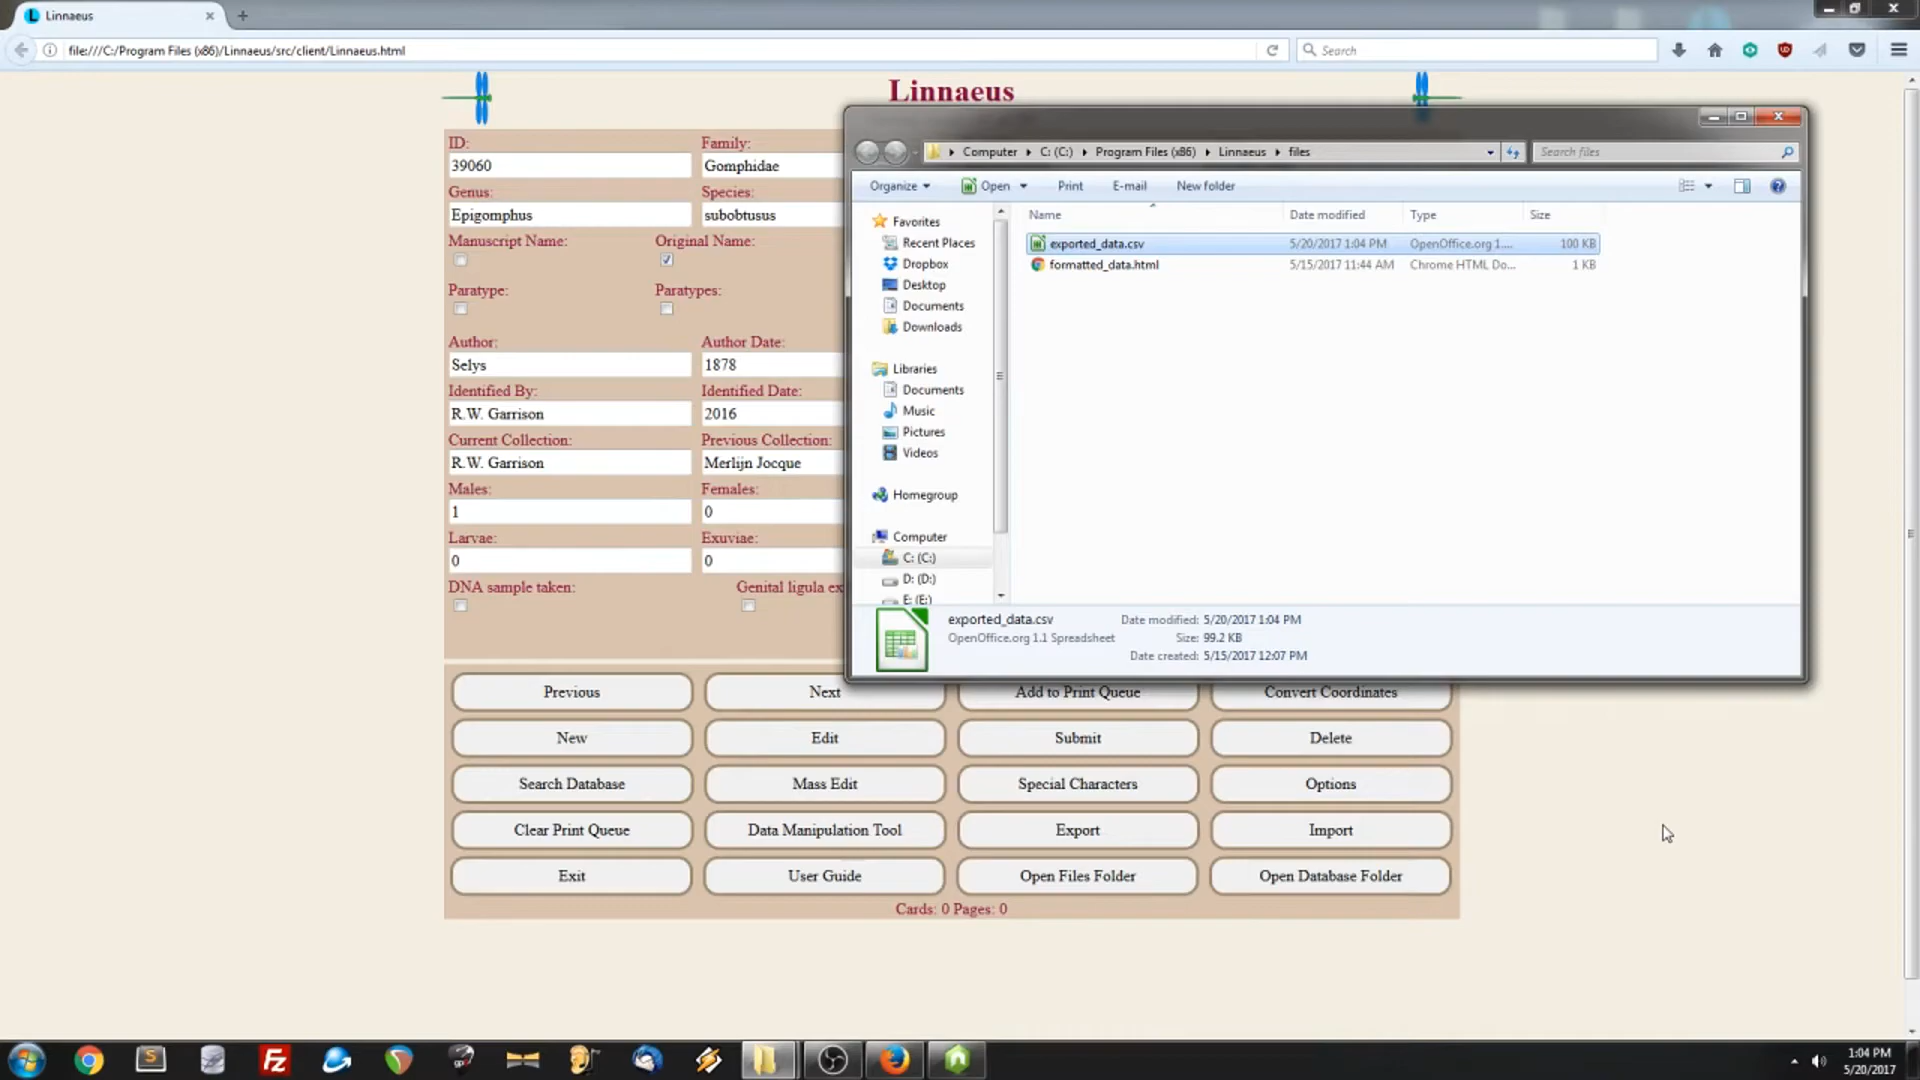 Linnaeus
file:///C:/Program Files (x86)/Linnaeus/src/client/Linnaeus.html
Search
Linnaeus
ID:
Family:
39060
Gomphidae
Genus:
Species:
Epigomphus
subobtusus
Manuscript Name:
Original Name:
Paratype:
Paratypes:
Author:
Author Date:
Selys
1878
Identified By:
Identified Date:
R.W. Garrison
2016
Current Collection:
Previous Collection:
R.W. Garrison
Merlijn Jocque
Males:
Females:
1
0
Larvae:
Exuviae:
0
0
DNA sample taken:
Genital ligula ex
Computer
C: (C:)
Program Files (x86)
Linnaeus
files
Search files
Organize
Open
Print
E-mail
New folder
Favorites
Recent Places
Dropbox
Desktop
Documents
Downloads
Libraries
Documents
Music
Pictures
Videos
Homegroup
Computer
C: (C:)
D: (D:)
E: (E:)
Name
Date modified
Type
Size
exported_data.csv
5/20/2017 1:04 PM
OpenOffice.org 1....
100 KB
formatted_data.html
5/15/2017 11:44 AM
Chrome HTML Do...
1 KB
exported_data.csv
Date modified: 5/20/2017 1:04 PM
OpenOffice.org 1.1 Spreadsheet
Size: 99.2 KB
Date created: 5/15/2017 12:07 PM
Previous
Next
Add to Print Queue
Convert Coordinates
New
Edit
Submit
Delete
Search Database
Mass Edit
Special Characters
Options
Clear Print Queue
Data Manipulation Tool
Export
Import
Exit
User Guide
Open Files Folder
Open Database Folder
Cards: 0 Pages: 0
1:04 PM
5/20/2017